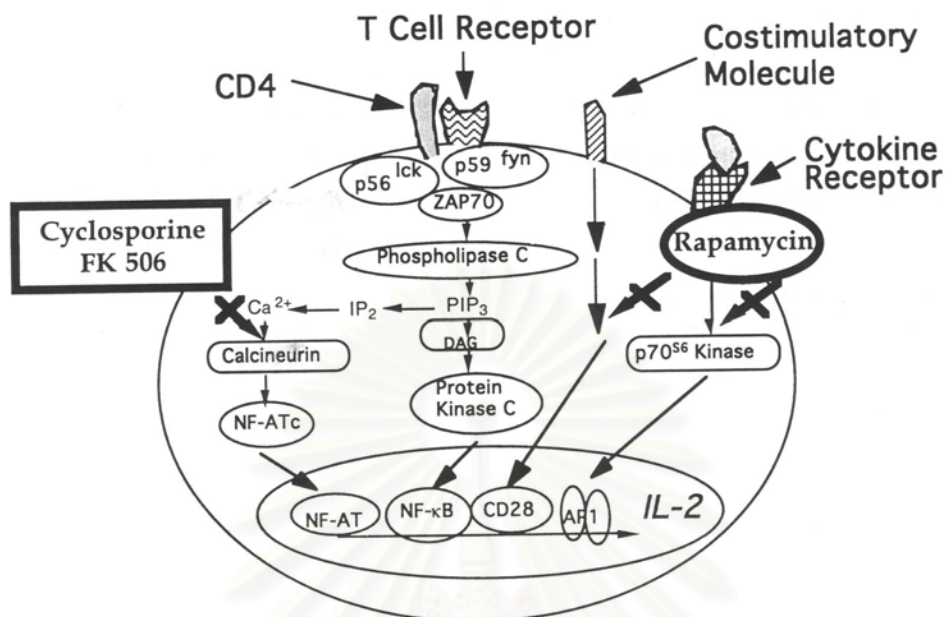 T Cell Receptor
Costimulatory
Molecule
CD4
Cytokine
Receptor
p56 lck
p59 fyn
ZAP70
Cyclosporine
FK 506
Rapamycin
Phospholipase C
Ca2+
IP2
PIP3
DAG
Calcineurin
p70S6 Kinase
Protein
Kinase C
NF-ATc
NF-AT
NF-κB
CD28
AP1
IL-2